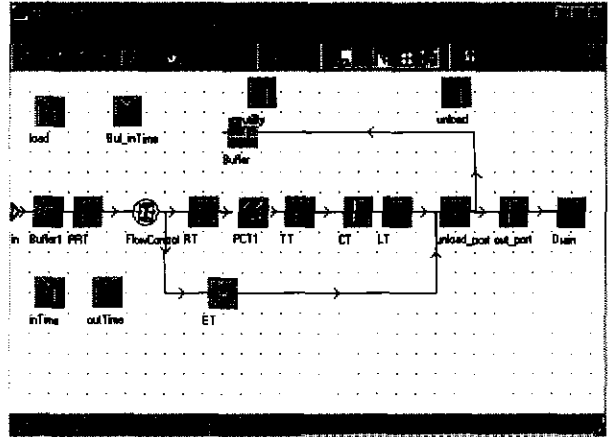 load
Bul_inTime
unload
Buffer
in Buffer1 PRT FlowControl RT PCT1 TT CT LT unload_port out_port Drain
inTime
outTime
ET